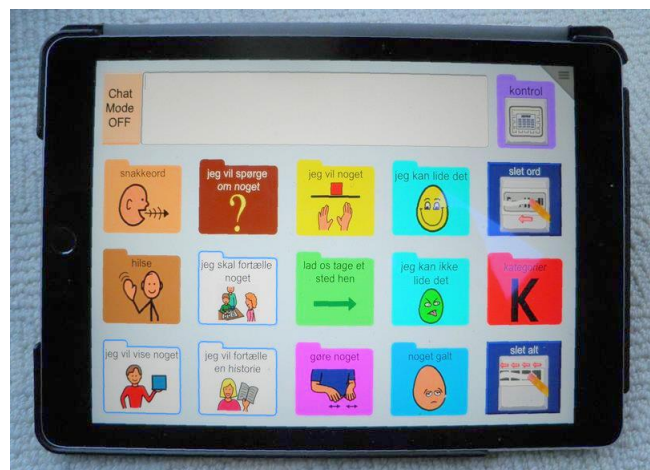 Chat
Mode
OFF
kontrol
snakkeord
jeg vil spørge
om noget
?
jeg vil noget
jeg kan lide det
slet ord
hilse
jeg skal fortælle
noget
lad os tage et
sted hen
jeg kan ikke
lide det
kategorier
K
jeg vil vise noget
jeg vil fortælle
en historie
gøre noget
noget galt
slet alt